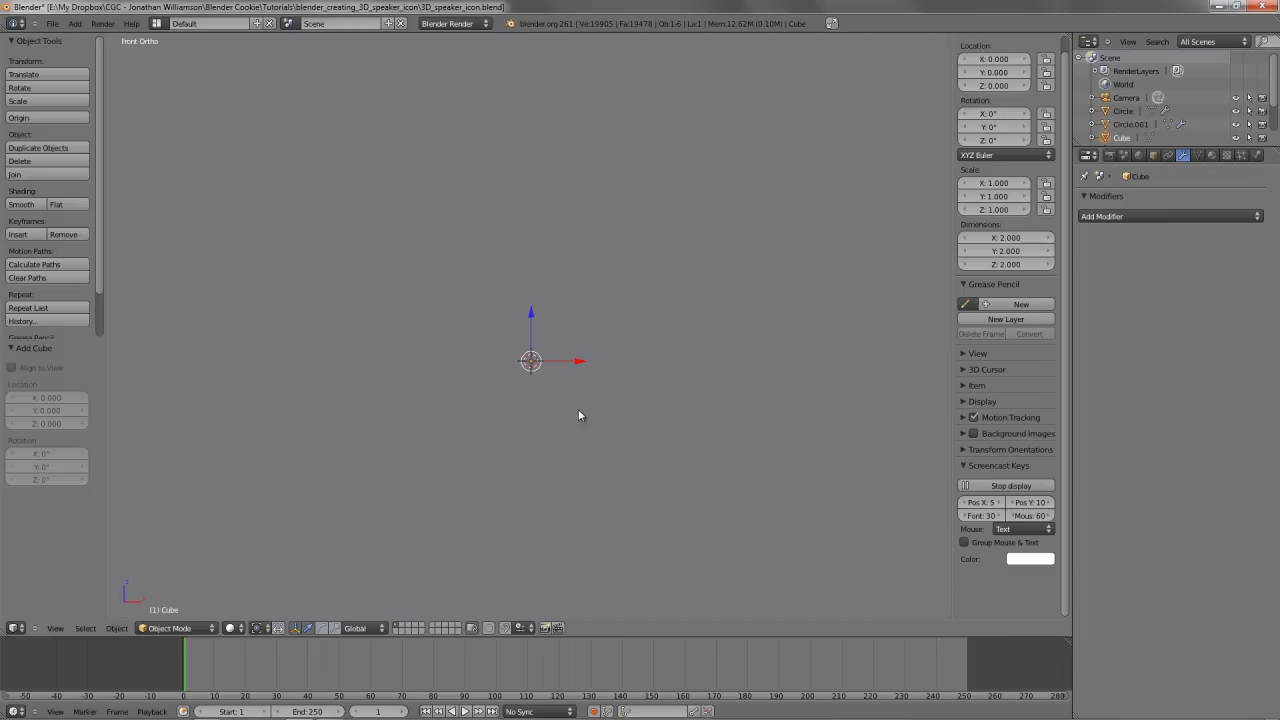 Blender* [E:\My Dropbox\CGC - Jonathan Williamson\Blender Cookie\Tutorials\blender_creating_3D_speaker_icon\3D_speaker_icon.blend]
File Add Render Help Default Scene Blender Render blender.org 261 | Ve:19905 | Fa:19478 | Ob:1-6 | La:1 | Mem:12.62M (0.10M) | Cube
View Search All Scenes
Object Tools
Front Ortho
Transform:
Translate
Rotate
Scale
Origin
Object:
Duplicate Objects
Delete
Join
Shading:
Smooth Flat
Keyframes:
Insert Remove
Motion Paths:
Calculate Paths
Clear Paths
Repeat:
Repeat Last
History...
Grease Pencil:
Add Cube
Align to View
Location
X: 0.000
Y: 0.000
Z: 0.000
Rotation
X: 0°
Y: 0°
Z: 0°
z
x
(1) Cube
Location:
X: 0.000
Y: 0.000
Z: 0.000
Rotation:
X: 0°
Y: 0°
Z: 0°
XYZ Euler
Scale:
X: 1.000
Y: 1.000
Z: 1.000
Dimensions:
X: 2.000
Y: 2.000
Z: 2.000
Grease Pencil
New
New Layer
Delete Frame Convert
View
3D Cursor
Item
Display
Motion Tracking
Background Images
Transform Orientations
Screencast Keys
Stop display
Pos X: 5 Pos Y: 10
Font: 30 Mous: 60
Mouse: Text
Group Mouse & Text
Color:
Scene
RenderLayers
World
Camera
Circle
Circle.001
Cube
Cube
Modifiers
Add Modifier
View Select Object Object Mode Global
-50 -40 -30 -20 -10 0 10 20 30 40 50 60 70 80 90 100 110 120 130 140 150 160 170 180 190 200 210 220 230 240 250 260 270 280
View Marker Frame Playback Start: 1 End: 250 1 No Sync